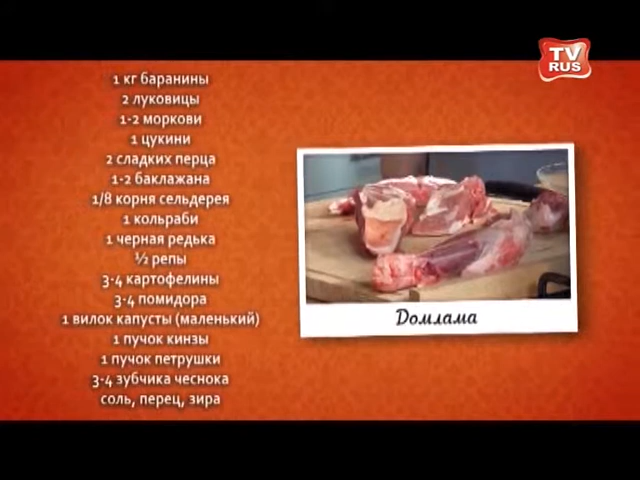 TV
RUS
1 кг баранины
2 луковицы
1-2 моркови
1 цукини
2 сладких перца
1-2 баклажана
1/8 корня сельдерея
1 кольраби
1 черная редька
½ репы
3-4 картофелины
3-4 помидора
1 вилок капусты (маленький)
1 пучок кинзы
1 пучок петрушки
3-4 зубчика чеснока
соль, перец, зира
Домлама